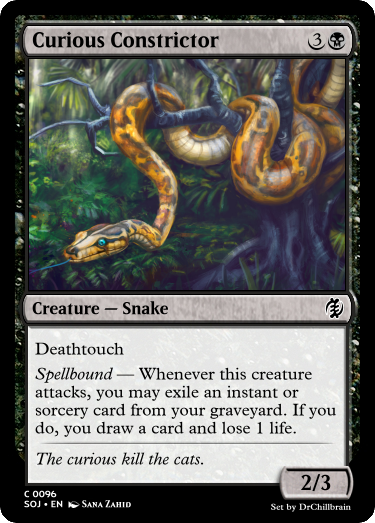 Curious Constrictor 3
Creature — Snake
Deathtouch
Spellbound — Whenever this creature
attacks, you may exile an instant or
sorcery card from your graveyard. If you
do, you draw a card and lose 1 life.
The curious kill the cats.
2/3
C 0096
SOJ • EN Sana Zahid
Set by DrChillbrain